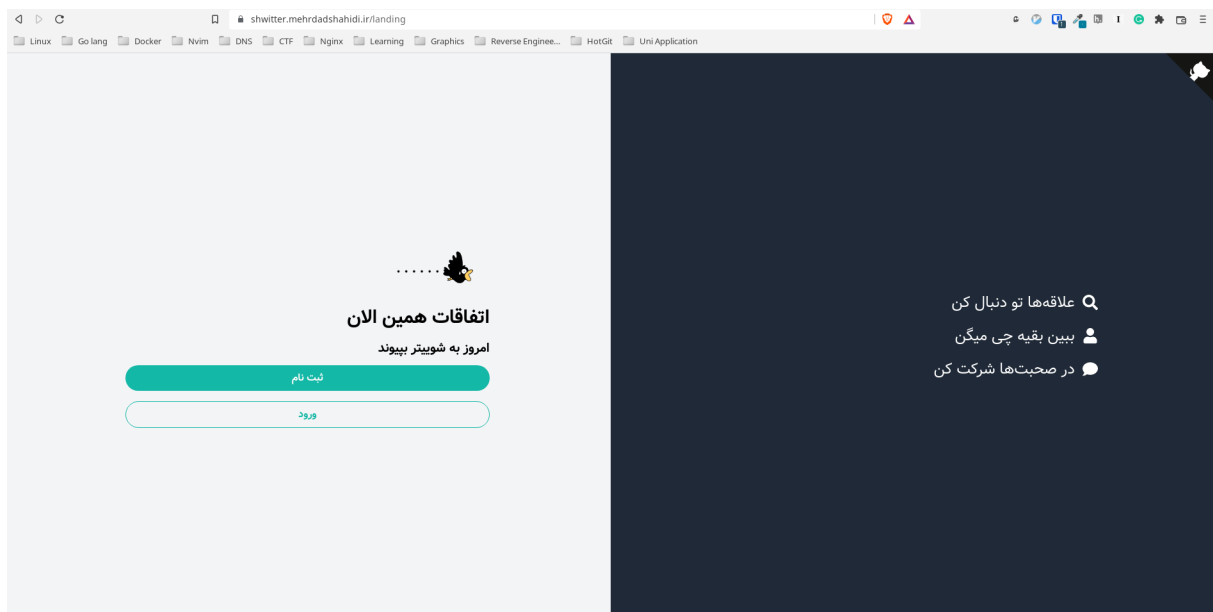 shwitter.mehrdadshahidi.ir/landing
Linux Go lang Docker Nvim DNS CTF Nginx Learning Graphics Reverse Enginee... HotGit Uni Application
علاقه‌ها تو دنبال کن
ببین بقیه چی میگن
در صحبت‌ها شرکت کن
......
اتفاقات همین الان
امروز به شوییتر بپیوند
ثبت نام
ورود